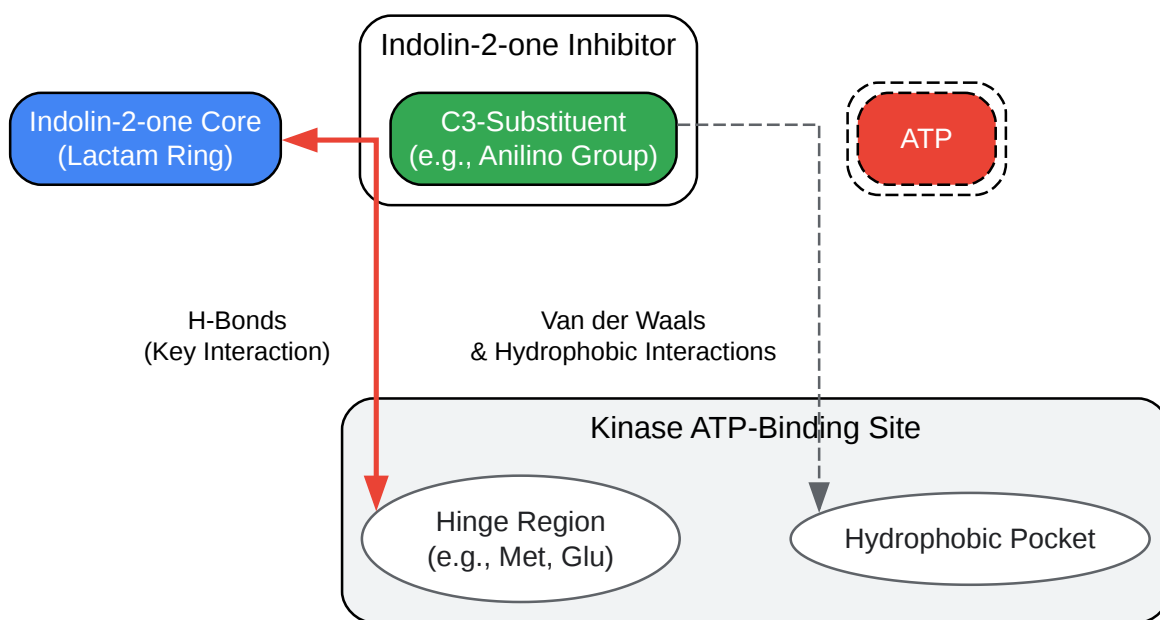 Indolin-2-one Inhibitor
Indolin-2-one Core
(Lactam Ring)
C3-Substituent
(e.g., Anilino Group)
ATP
H-Bonds
(Key Interaction)
Van der Waals
& Hydrophobic Interactions
Kinase ATP-Binding Site
Hinge Region
(e.g., Met, Glu)
Hydrophobic Pocket